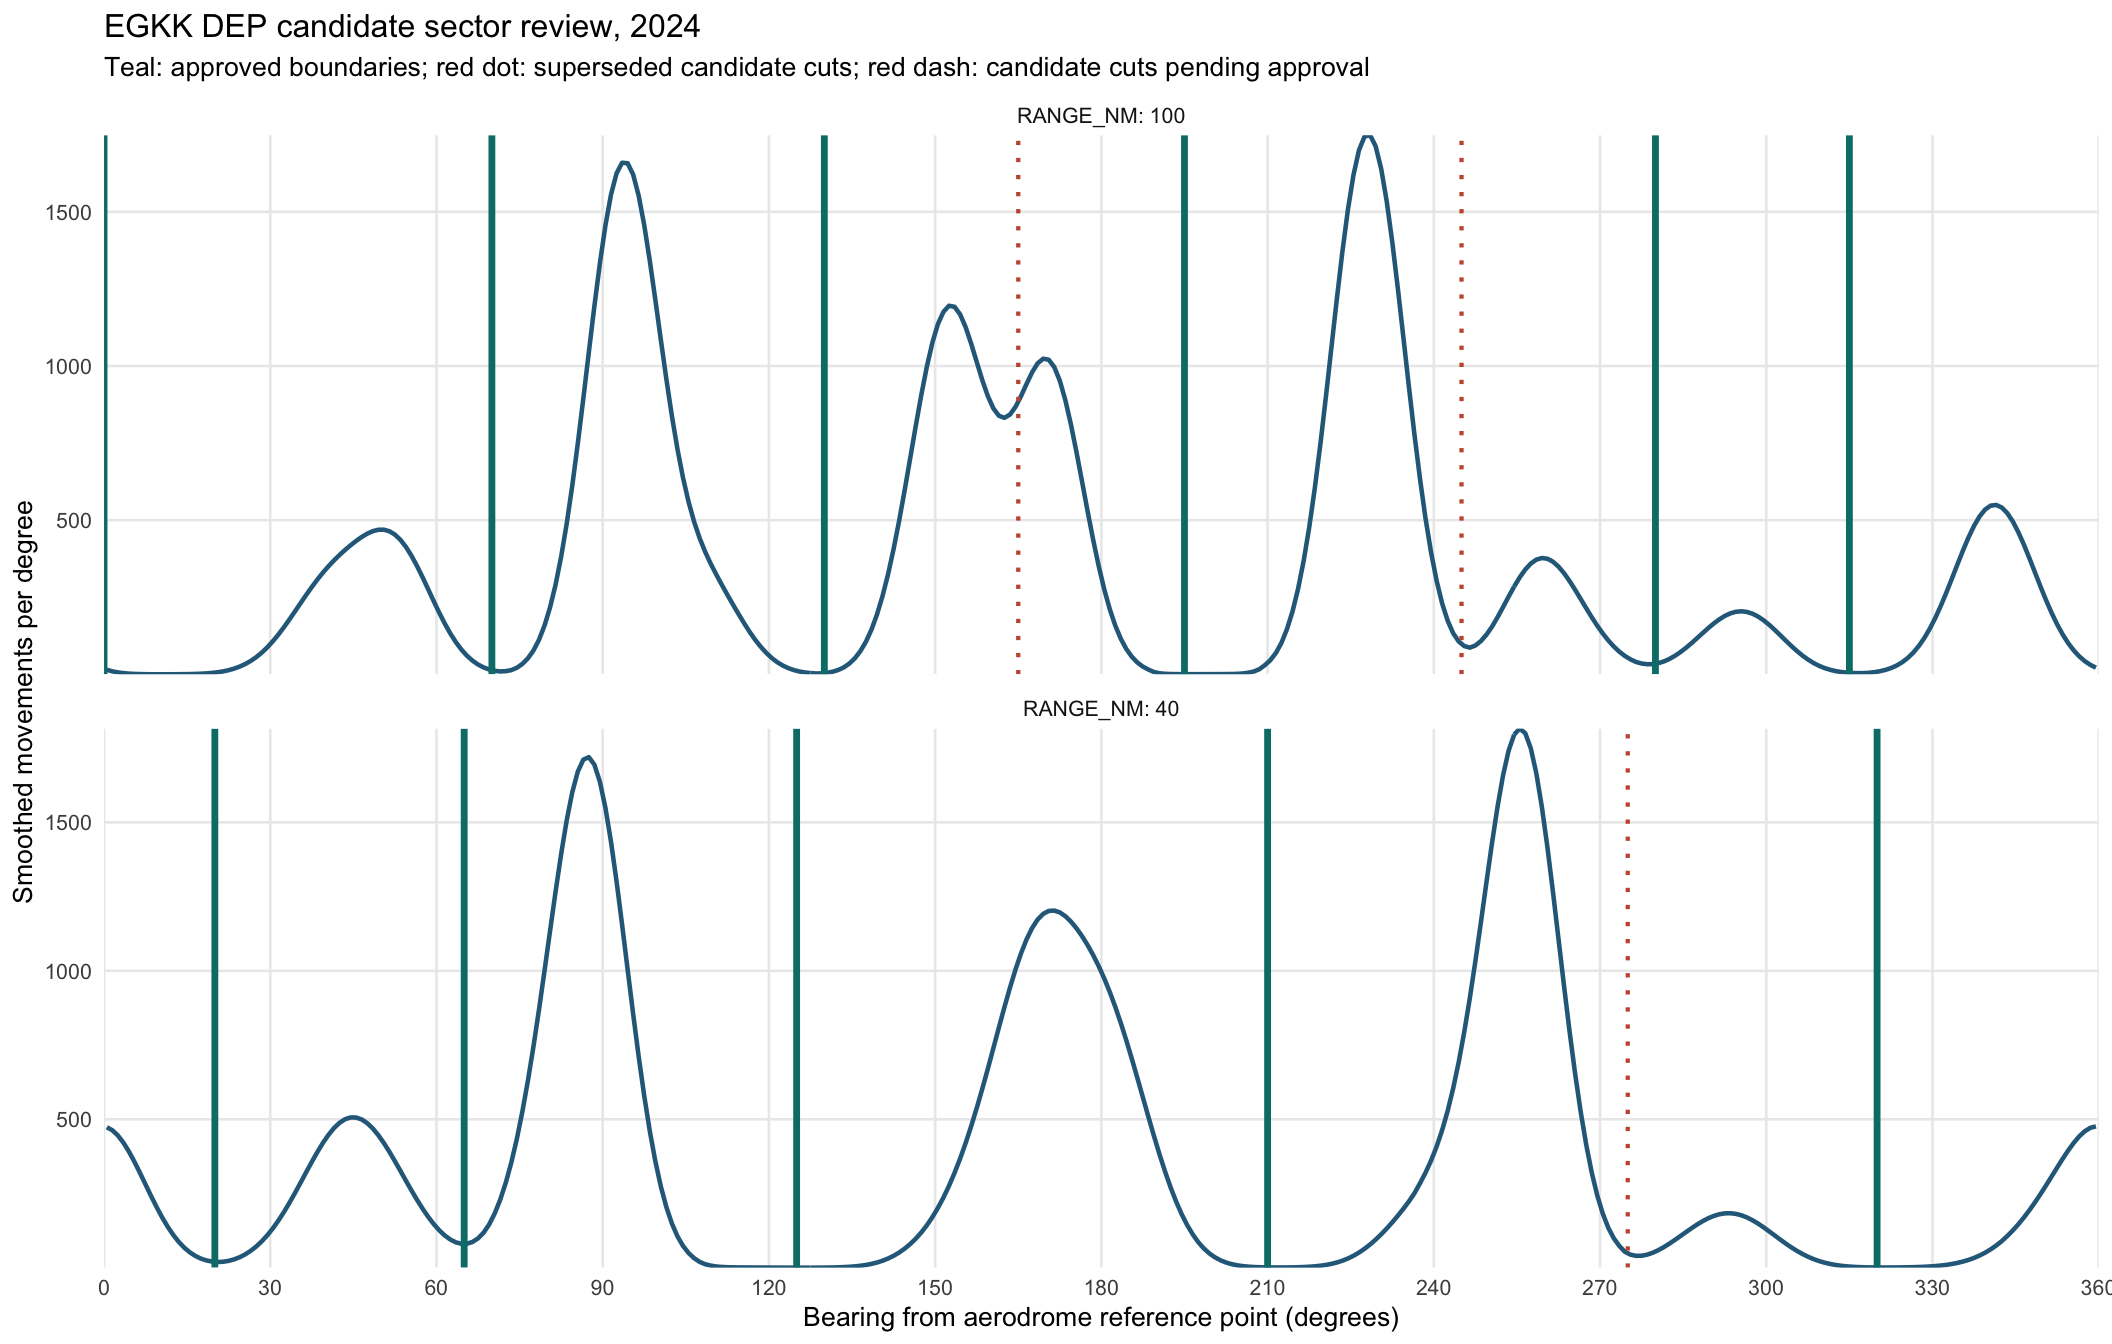 EGKK DEP candidate sector review, 2024
Teal: approved boundaries; red dot: superseded candidate cuts; red dash: candidate cuts pending approval
RANGE_NM: 100
1500
1000
500
RANGE_NM: 40
1500
1000
500
Smoothed movements per degree
0 30 60 90 120 150 180 210 240 270 300 330 360
Bearing from aerodrome reference point (degrees)